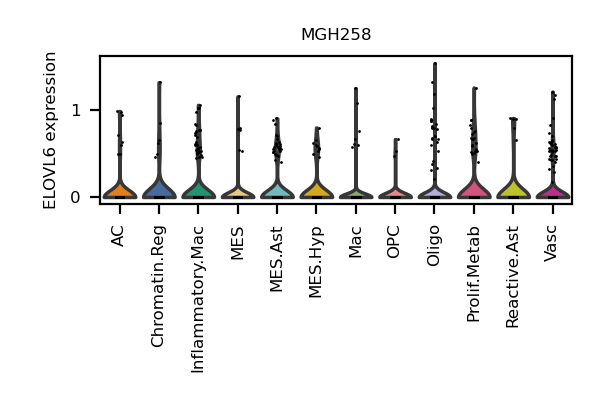 MGH258
ELOVL6 expression
1
0
AC
Chromatin.Reg
Inflammatory.Mac
MES
MES.Ast
MES.Hyp
Mac
OPC
Oligo
Prolif.Metab
Reactive.Ast
Vasc